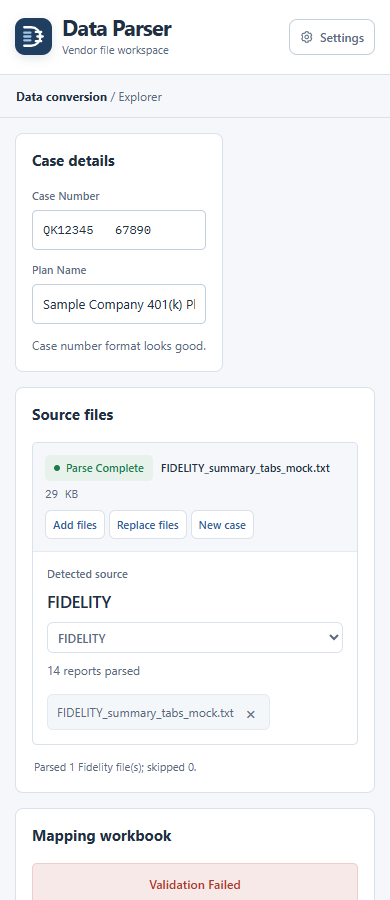 Data Parser
Vendor file workspace
Settings
Data conversion / Explorer
Case details
Case Number
QK12345   67890
Plan Name
Sample Company 401(k) Pl
Case number format looks good.
Source files
Parse Complete
FIDELITY_summary_tabs_mock.txt
29 KB
Add files
Replace files
New case
Detected source
FIDELITY
FIDELITY
14 reports parsed
FIDELITY_summary_tabs_mock.txt ×
Parsed 1 Fidelity file(s); skipped 0.
Mapping workbook
Validation Failed